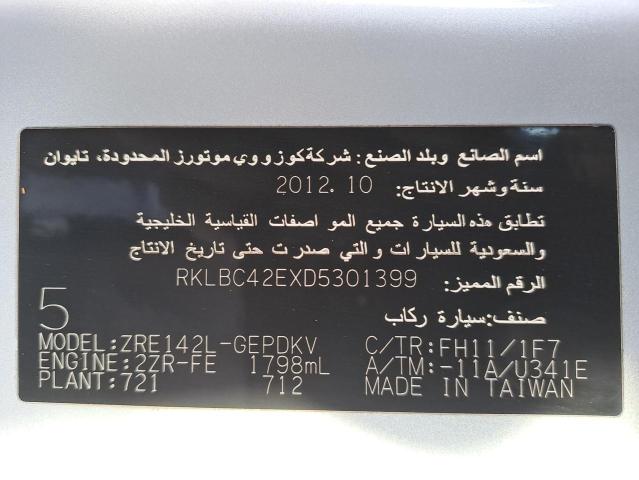 اسم الصانع وبلد الصنع: شركة كوزووي موتورز المحدودة، تايوان
سنة وشهر الانتاج: 2012.10
تطابق هذه السيارة جميع المواصفات القياسية الخليجية
والسعودية للسيارات والتي صدرت حتى تاريخ الانتاج
الرقم المميز: RKLBC42EXD5301399
صنف:سيارة ركاب
5
MODEL:ZRE142L-GEPDKV C/TR:FH11/1F7
ENGINE:2ZR-FE 1798mL A/TM:-11A/U341E
PLANT:721 712 MADE IN TAIWAN